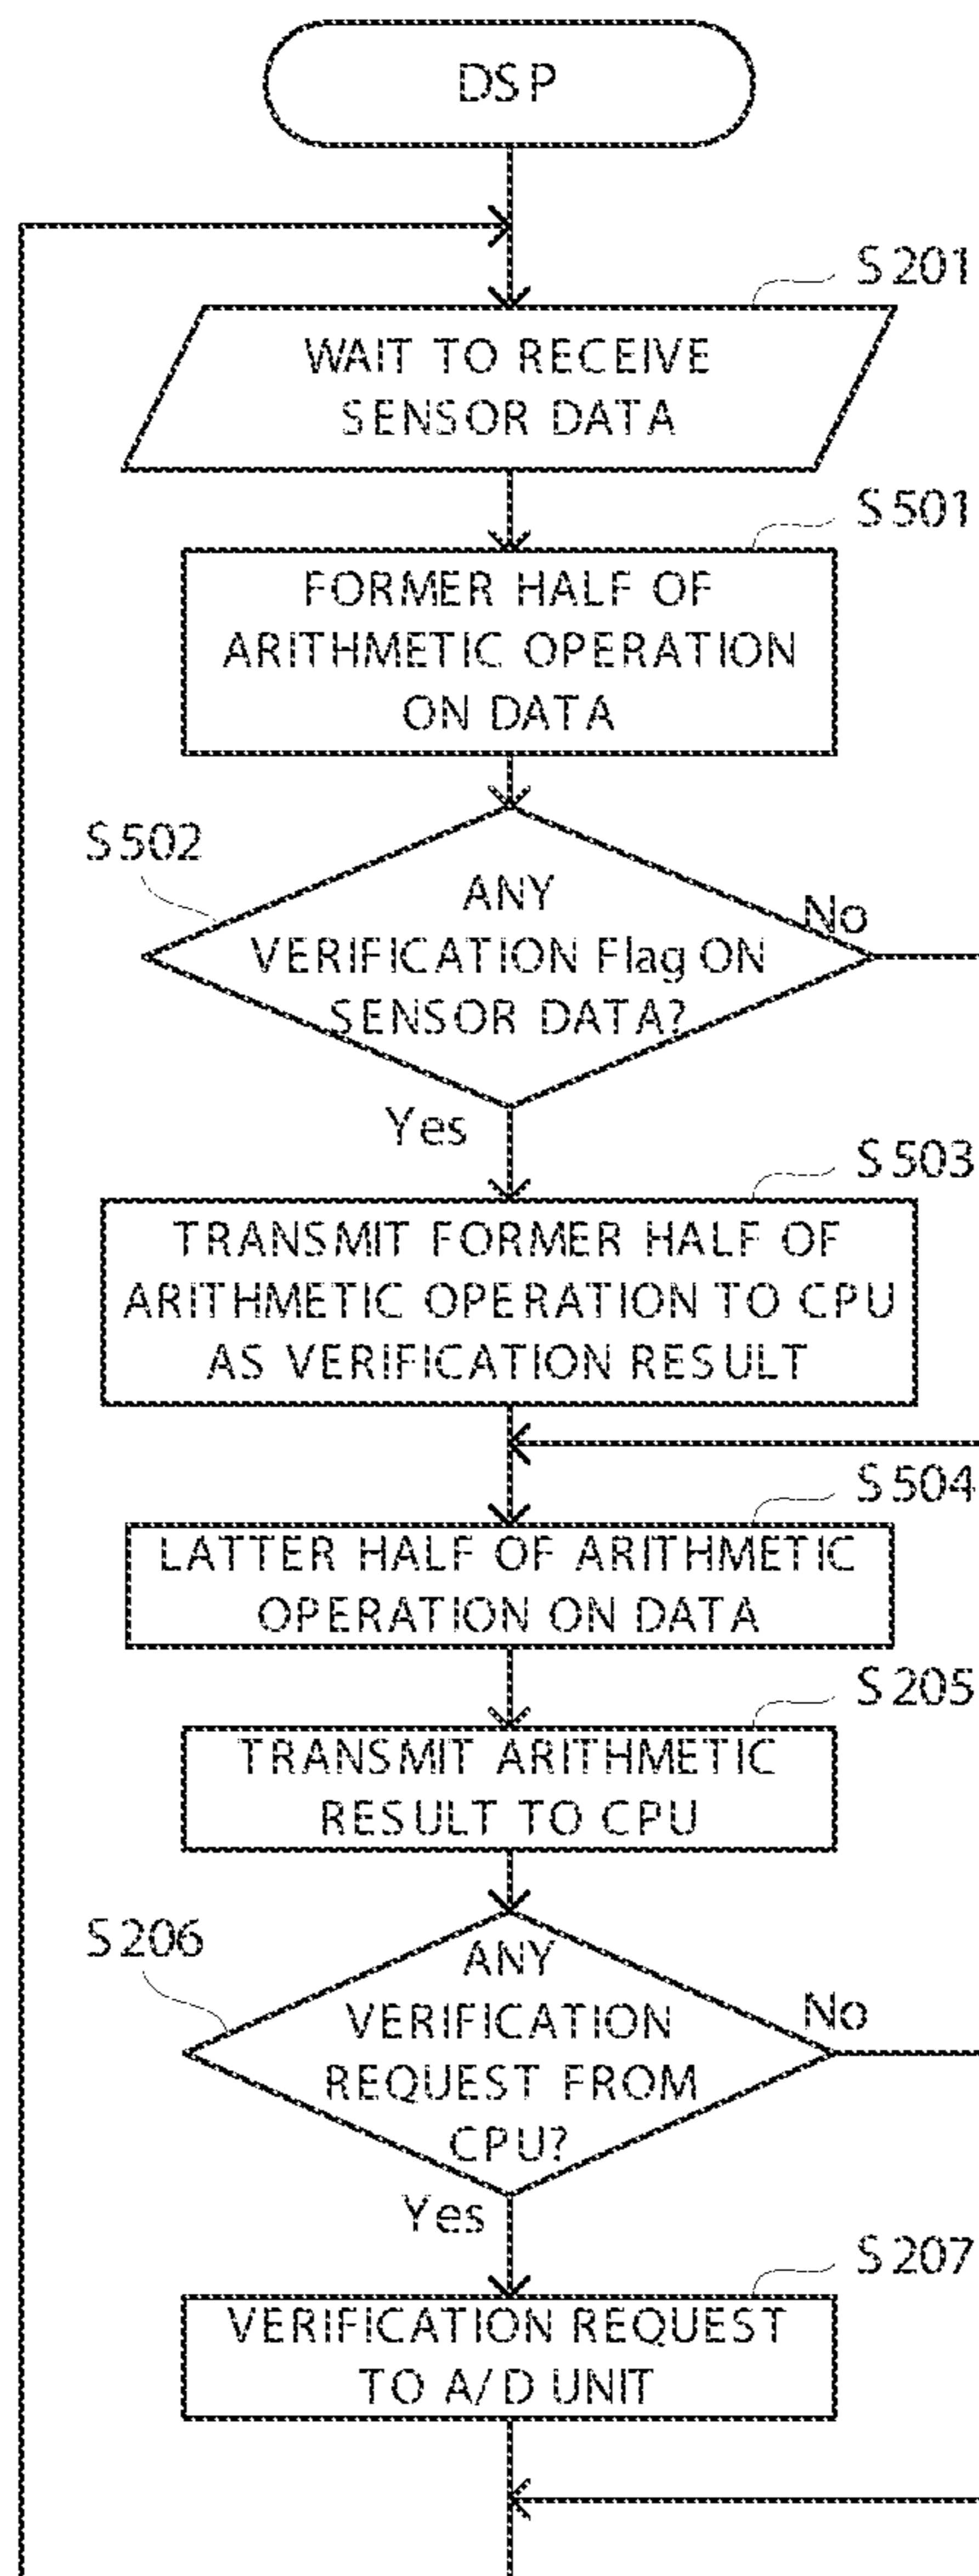 DSP
S201
WAIT TO RECEIVE
SENSOR DATA
S501
FORMER HALF OF
ARITHMETIC OPERATION
ON DATA
S502
ANY
VERIFICATION Flag ON
SENSOR DATA?
No
Yes
S503
TRANSMIT FORMER HALF OF
ARITHMETIC OPERATION TO CPU
AS VERIFICATION RESULT
S504
LATTER HALF OF ARITHMETIC
OPERATION ON DATA
S205
TRANSMIT ARITHMETIC
RESULT TO CPU
S206
ANY
VERIFICATION
REQUEST FROM
CPU?
No
Yes
S207
VERIFICATION REQUEST
TO A/D UNIT